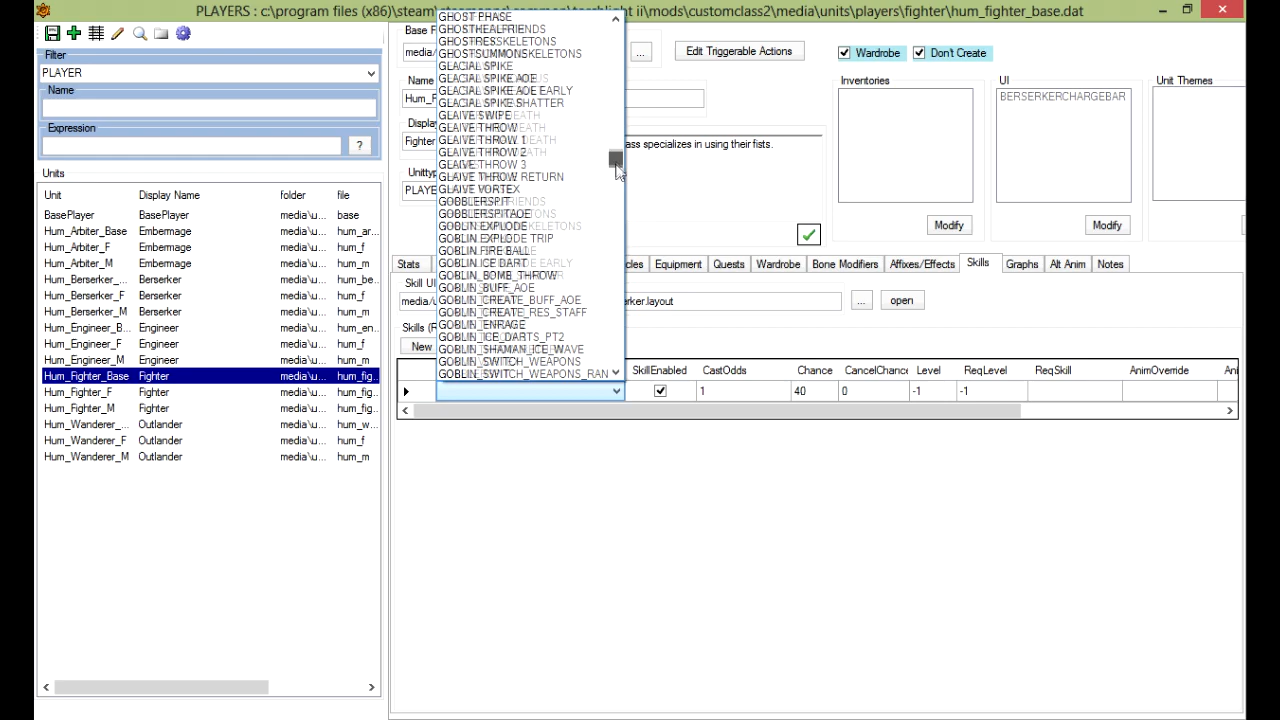 PLAYERS : c:\program files (x86)\steam\
\mods\customclass2\media\units\players\fighter\hum_fighter_base.dat
Filter
PLAYER
Name
Expression
?
Units
Unit Display Name folder file
BasePlayer BasePlayer media\u... base
Hum_Arbiter_Base Embermage media\u... hum_ar...
Hum_Arbiter_F Embermage media\u... hum_f
Hum_Arbiter_M Embermage media\u... hum_m
Hum_Berserker_... Berserker media\u... hum_be...
Hum_Berserker_F Berserker media\u... hum_f
Hum_Berserker_M Berserker media\u... hum_m
Hum_Engineer_B... Engineer media\u... hum_en...
Hum_Engineer_F Engineer media\u... hum_f
Hum_Engineer_M Engineer media\u... hum_m
Hum_Fighter_Base Fighter media\u... hum_fig...
Hum_Fighter_F Fighter media\u... hum_fig...
Hum_Fighter_M Fighter media\u... hum_fig...
Hum_Wanderer_... Outlander media\u... hum_w...
Hum_Wanderer_F Outlander media\u... hum_f
Hum_Wanderer_M Outlander media\u... hum_m
Base F
media/
... Edit Triggerable Actions
Wardrobe Don't Create
Name
Hum_F
Displa
Fighter
ass specializes in using their fists.
Unittyp
PLAYE
Inventories
Modify
UI
BERSERKERCHARGEBAR
Modify
Unit Themes
GHOST PHASE
GHOSTHEALFRIENDS
GHOSTRESSKELETONS
GHOSTSUMMONSKELETONS
GLACIAL SPIKE
GLACIAL SPIKE AOE
GLACIAL SPIKE AOE EARLY
GLACIAL SPIKE SHATTER
GLAIVE SWIPE
GLAIVE THROW
GLAIVE THROW 1
GLAIVE THROW 2
GLAIVE THROW 3
GLAIVE THROW RETURN
GLAIVE VORTEX
GOBBLERSPIT
GOBBLERSPITAOE
GOBLIN EXPLODE
GOBLIN EXPLODE TRIP
GOBLIN FIRE BALL
GOBLIN ICE DART
GOBLIN_BOMB_THROW
GOBLIN_BUFF_AOE
GOBLIN_CREATE_BUFF_AOE
GOBLIN_CREATE_RES_STAFF
GOBLIN_ENRAGE
GOBLIN_ICE_DARTS_PT2
GOBLIN_SHAMAN_ICE_WAVE
GOBLIN_SWITCH_WEAPONS
GOBLIN_SWITCH_WEAPONS_RAN
Stats cles Equipment Quests Wardrobe Bone Modifiers Affixes/Effects Skills Graphs Alt Anim Notes
Skill UI
media/u erker.layout ... open
Skills (R
New
SkillEnabled CastOdds Chance CancelChance Level ReqLevel ReqSkill AnimOverride Ani
1 40 0 -1 -1